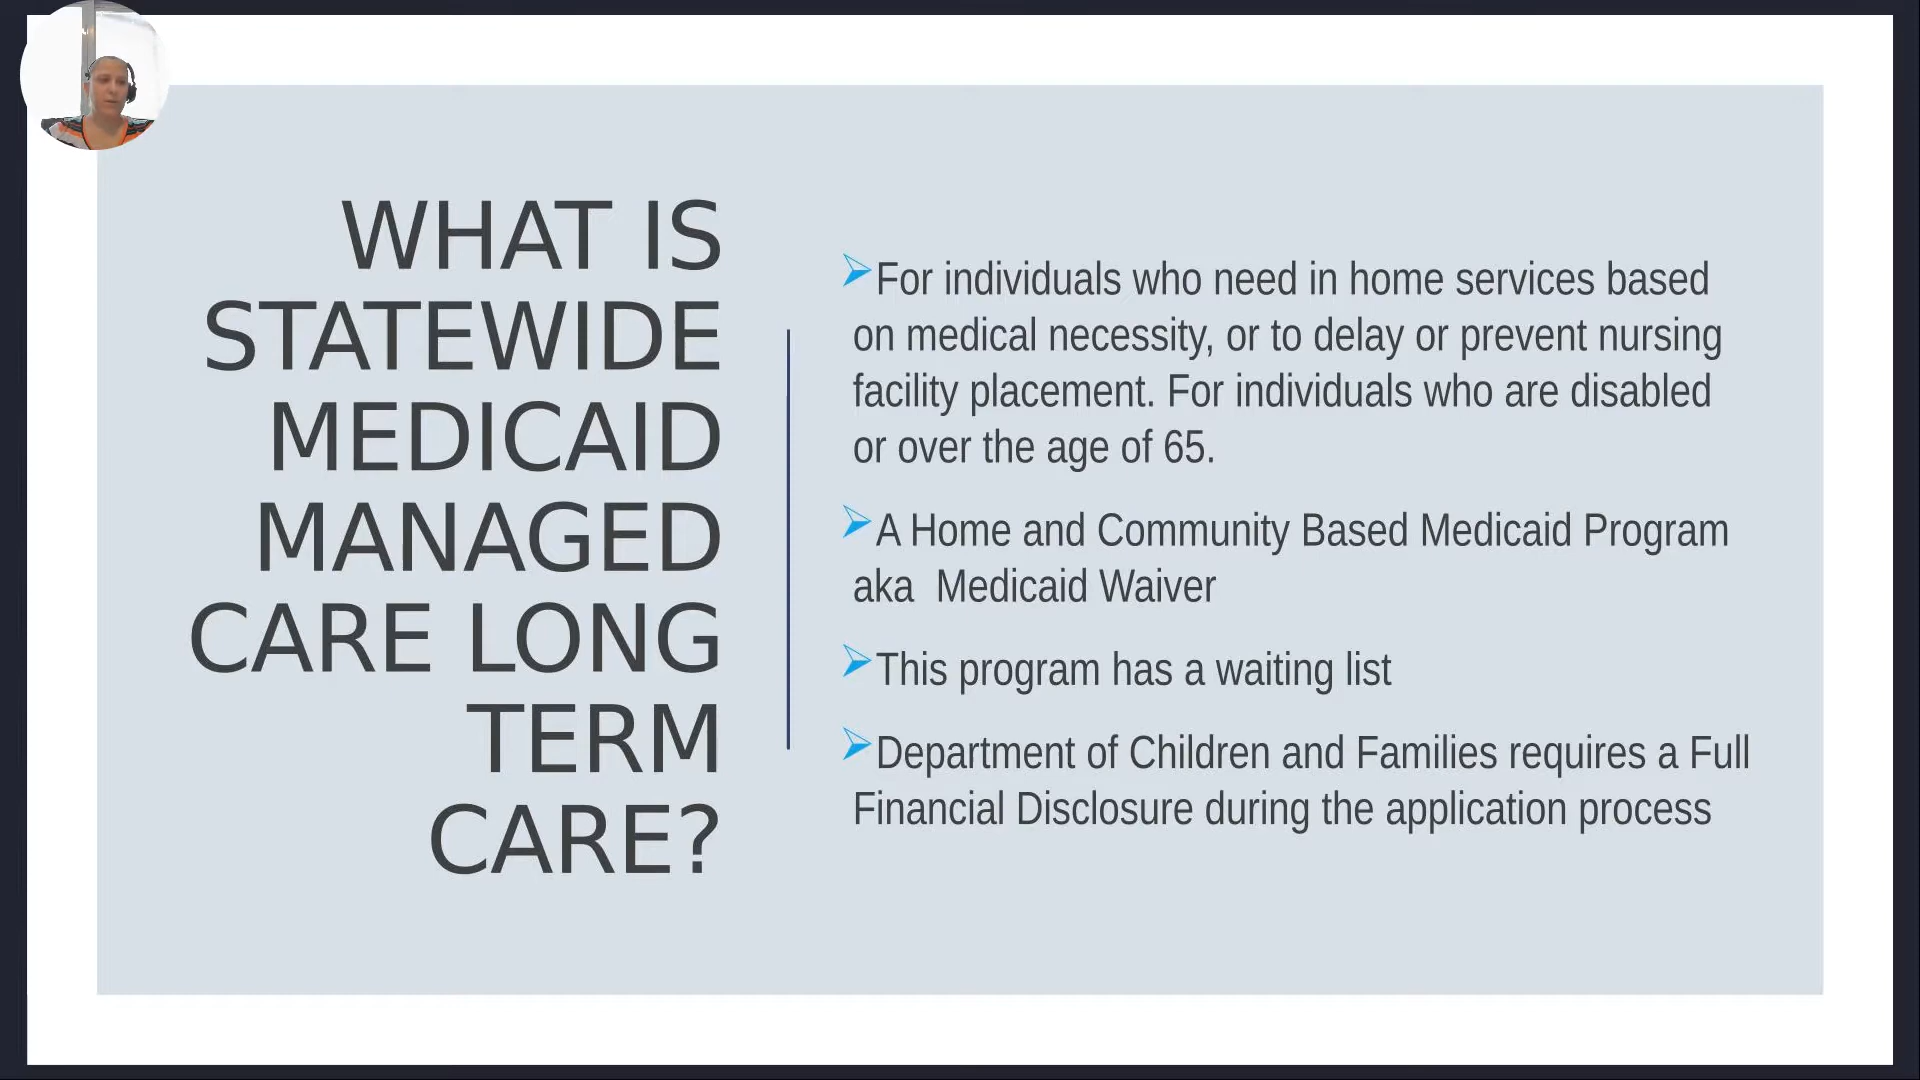 WHAT IS
STATEWIDE
MEDICAID
MANAGED
CARE LONG
TERM
CARE?
For individuals who need in home services based
on medical necessity, or to delay or prevent nursing
facility placement. For individuals who are disabled
or over the age of 65.
A Home and Community Based Medicaid Program
aka  Medicaid Waiver
This program has a waiting list
Department of Children and Families requires a Full
Financial Disclosure during the application process